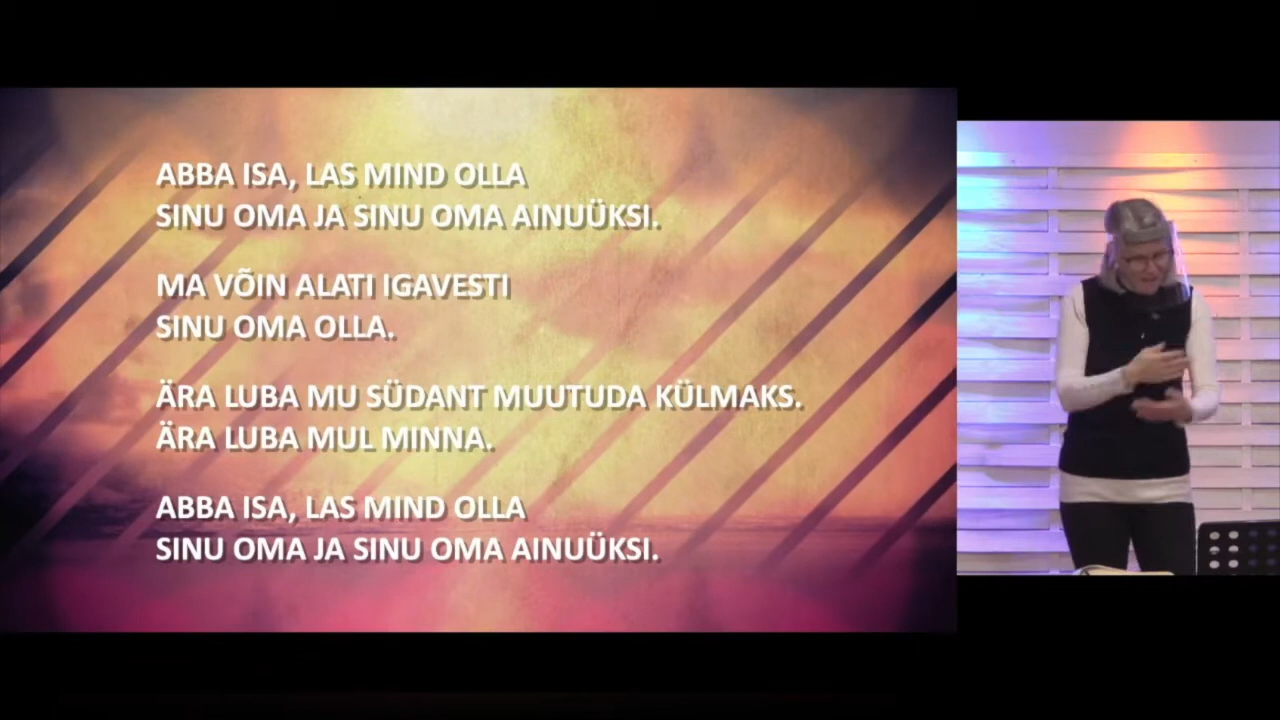 ABBA ISA, LAS MIND OLLA
SINU OMA JA SINU OMA AINUÜKSI.
MA VÕIN ALATI IGAVESTI
SINU OMA OLLA.
ÄRA LUBA MU SÜDANT MUUTUDA KÜLMAKS.
ÄRA LUBA MUL MINNA.
ABBA ISA, LAS MIND OLLA
SINU OMA JA SINU OMA AINUÜKSI.